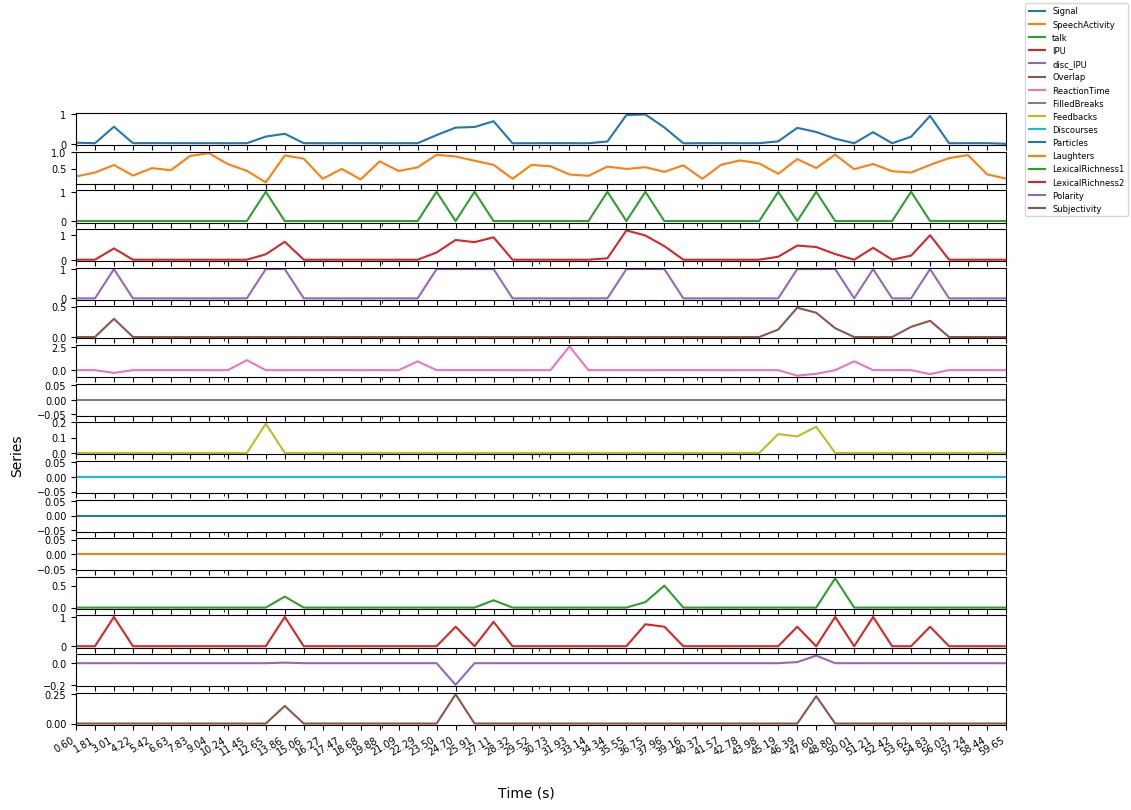 Signal
SpeechActivity
talk
IPU
disc_IPU
Overlap
ReactionTime
FilledBreaks
Feedbacks
Discourses
Particles
Laughters
LexicalRichness1
LexicalRichness2
Polarity
Subjectivity
1
0
1.0
0.5
1
0
1
0
1
0
0.5
0.0
2.5
0.0
0.05
0.00
−0.05
0.2
0.1
0.0
0.05
0.00
−0.05
0.05
0.00
−0.05
0.05
0.00
−0.05
0.5
0.0
1
0
0.0
−0.2
0.25
0.00
Series
0.60 1.81 3.01 4.22 5.42 6.63 7.83 9.04 10.24 11.45 12.65 13.86 15.06 16.27 17.47 18.68 19.88 21.09 22.29 23.50 24.70 25.91 27.11 28.32 29.52 30.73 31.93 33.14 34.34 35.55 36.75 37.96 39.16 40.37 41.57 42.78 43.98 45.19 46.39 47.60 48.80 50.01 51.21 52.42 53.62 54.83 56.03 57.24 58.44 59.65
Time (s)